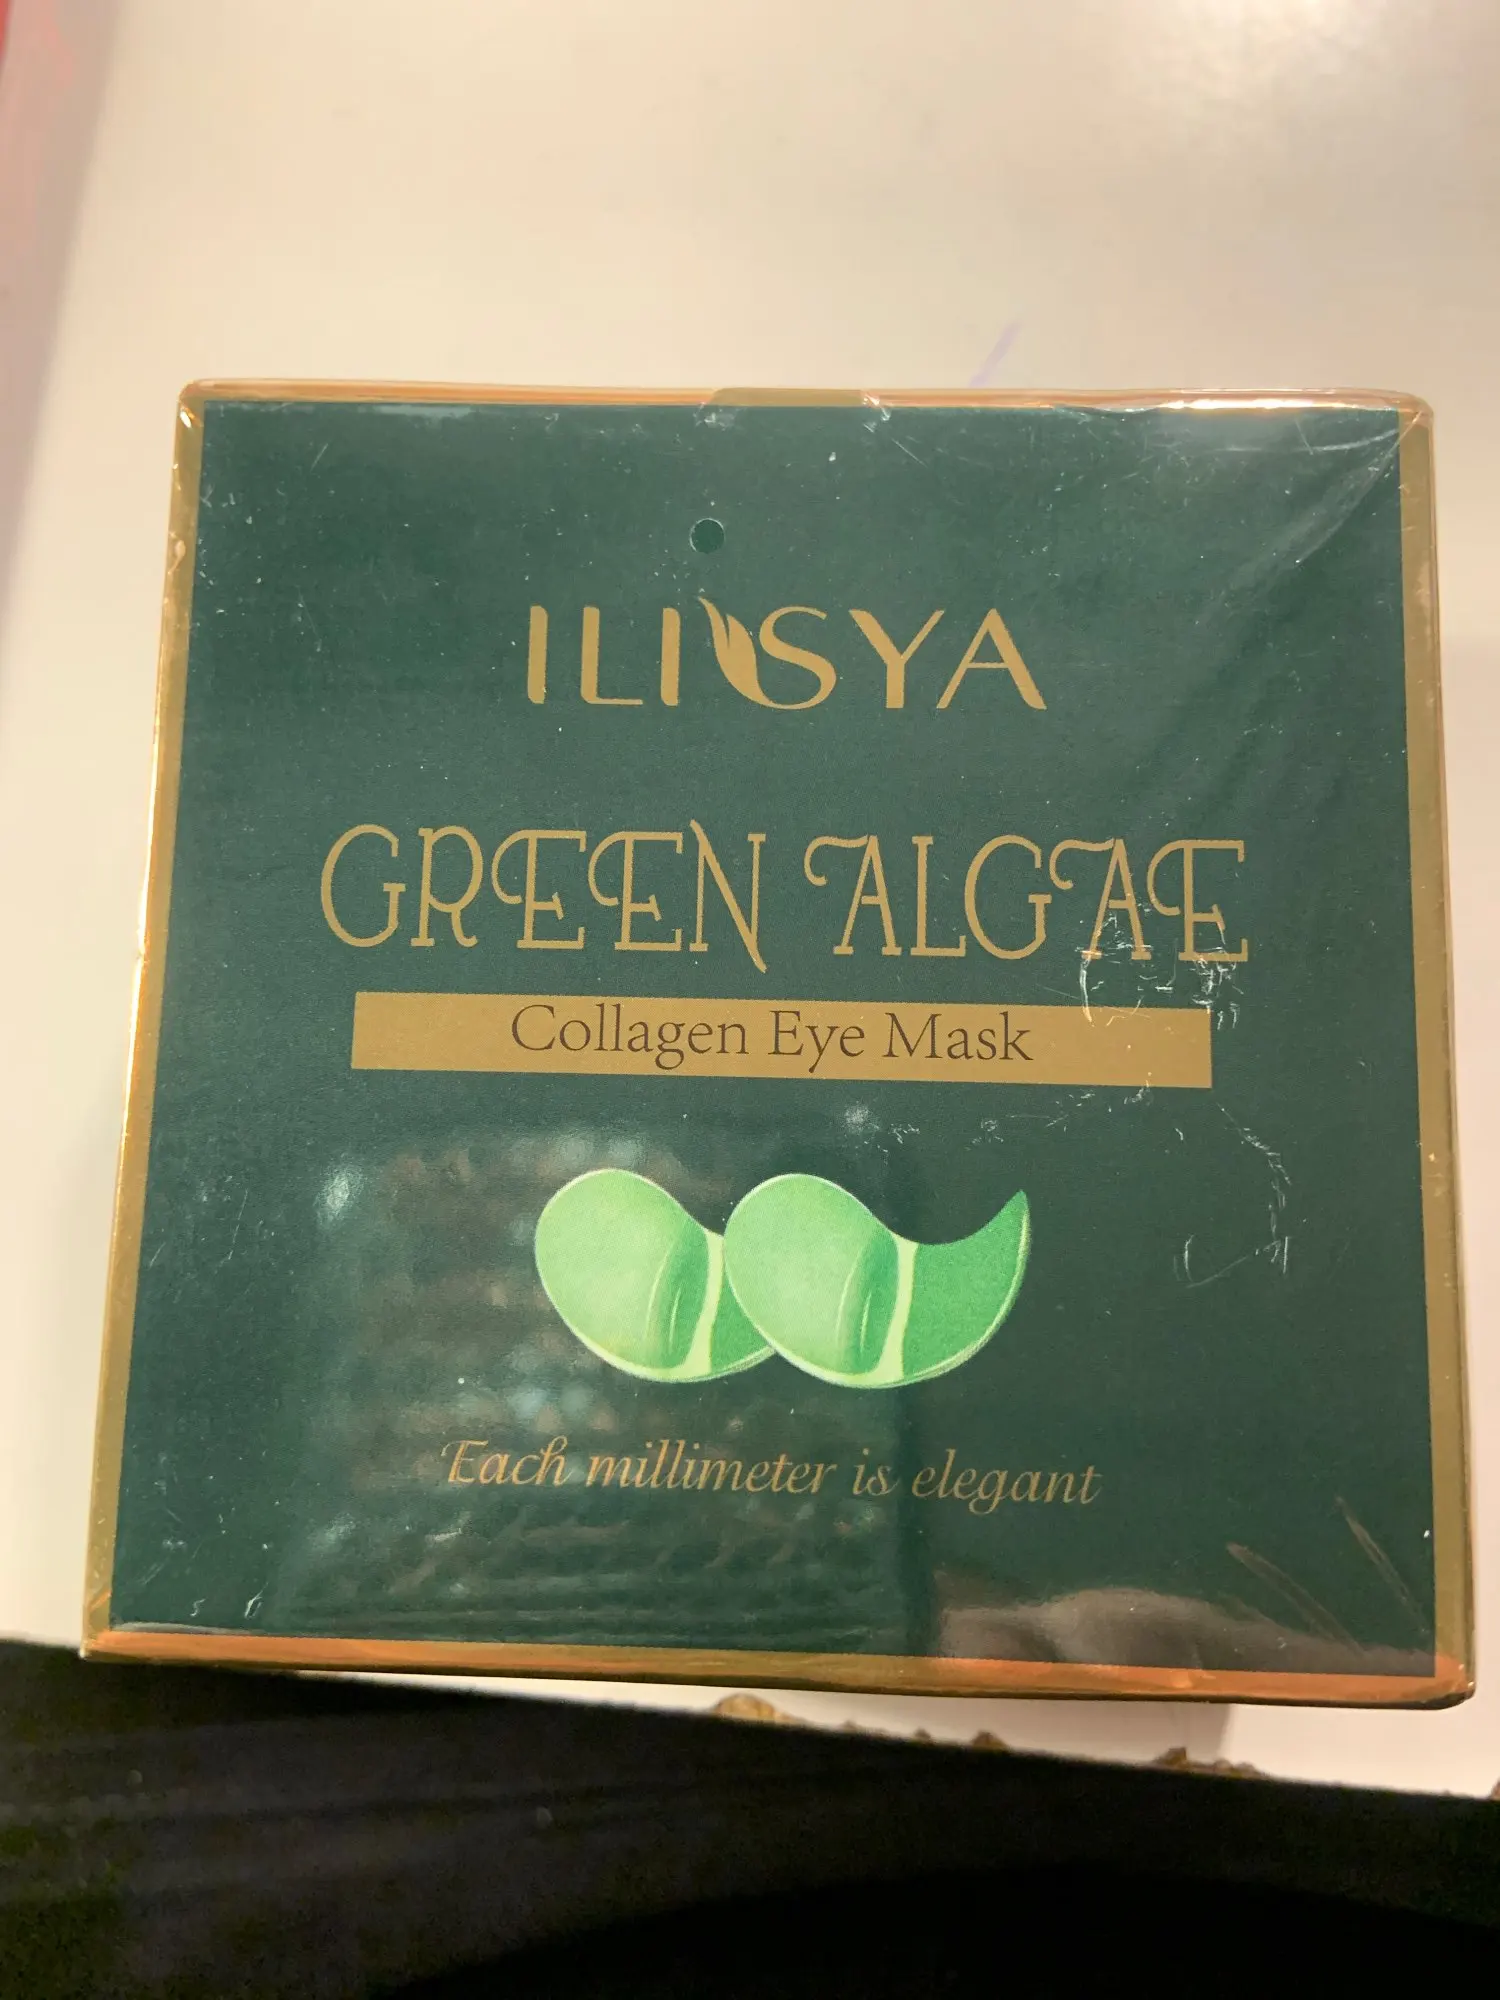 ILISYA
GREEN ALGAE
Collagen Eye Mask
Each millimeter is elegant